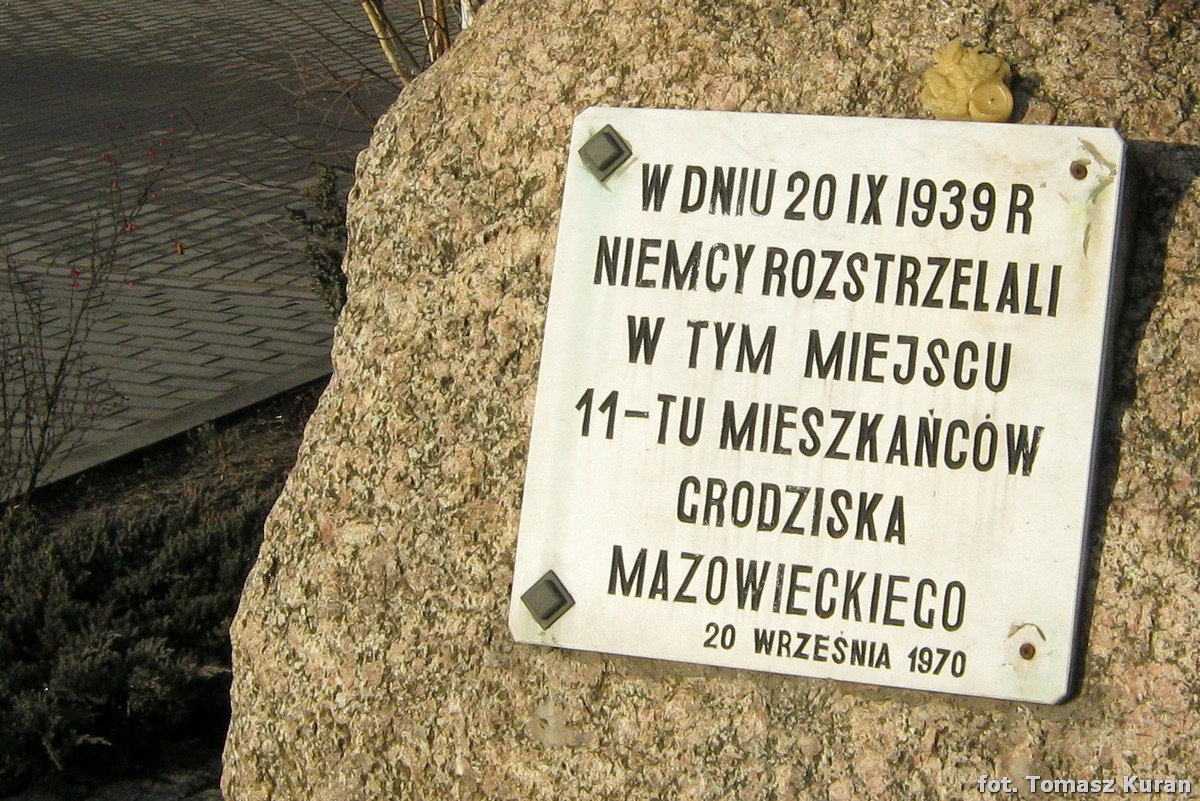 W DNIU 20 IX 1939 R
NIEMCY ROZSTRZELALI
W TYM MIEJSCU
11-TU MIESZKAŃCÓW
GRODZISKA
MAZOWIECKIEGO
20 WRZEŚNIA 1970
fot. Tomasz Kuran